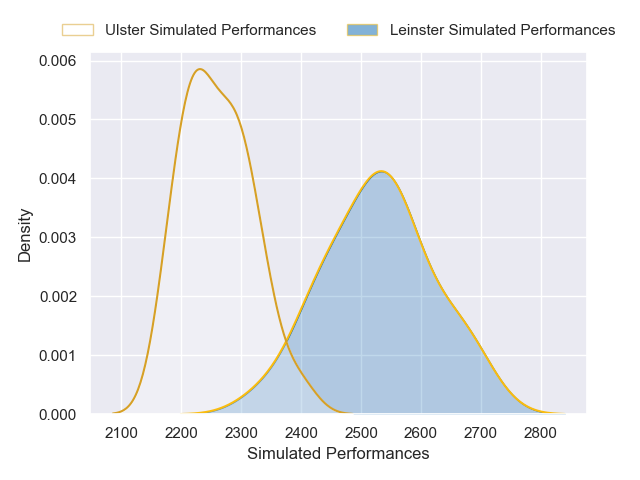 Ulster Simulated Performances
Leinster Simulated Performances
0.006
0.005
0.004
0.003
0.002
0.001
0.000
Density
2100 2200 2300 2400 2500 2600 2700 2800
Simulated Performances